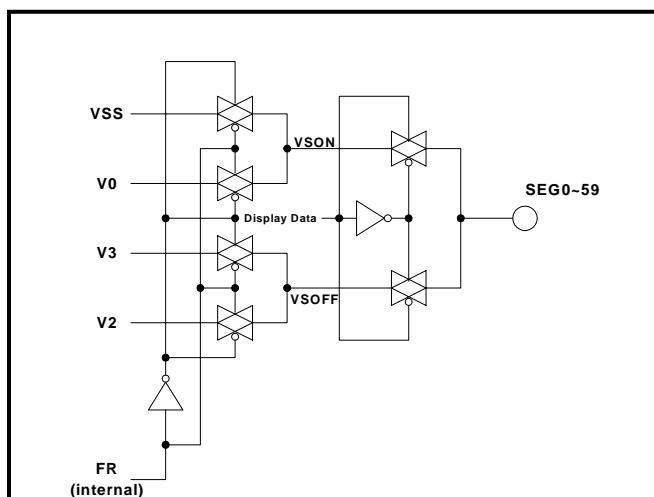 VSS
VSON
V0
SEG0~59
Display Data
V3
VSOFF
V2
FR
(internal)